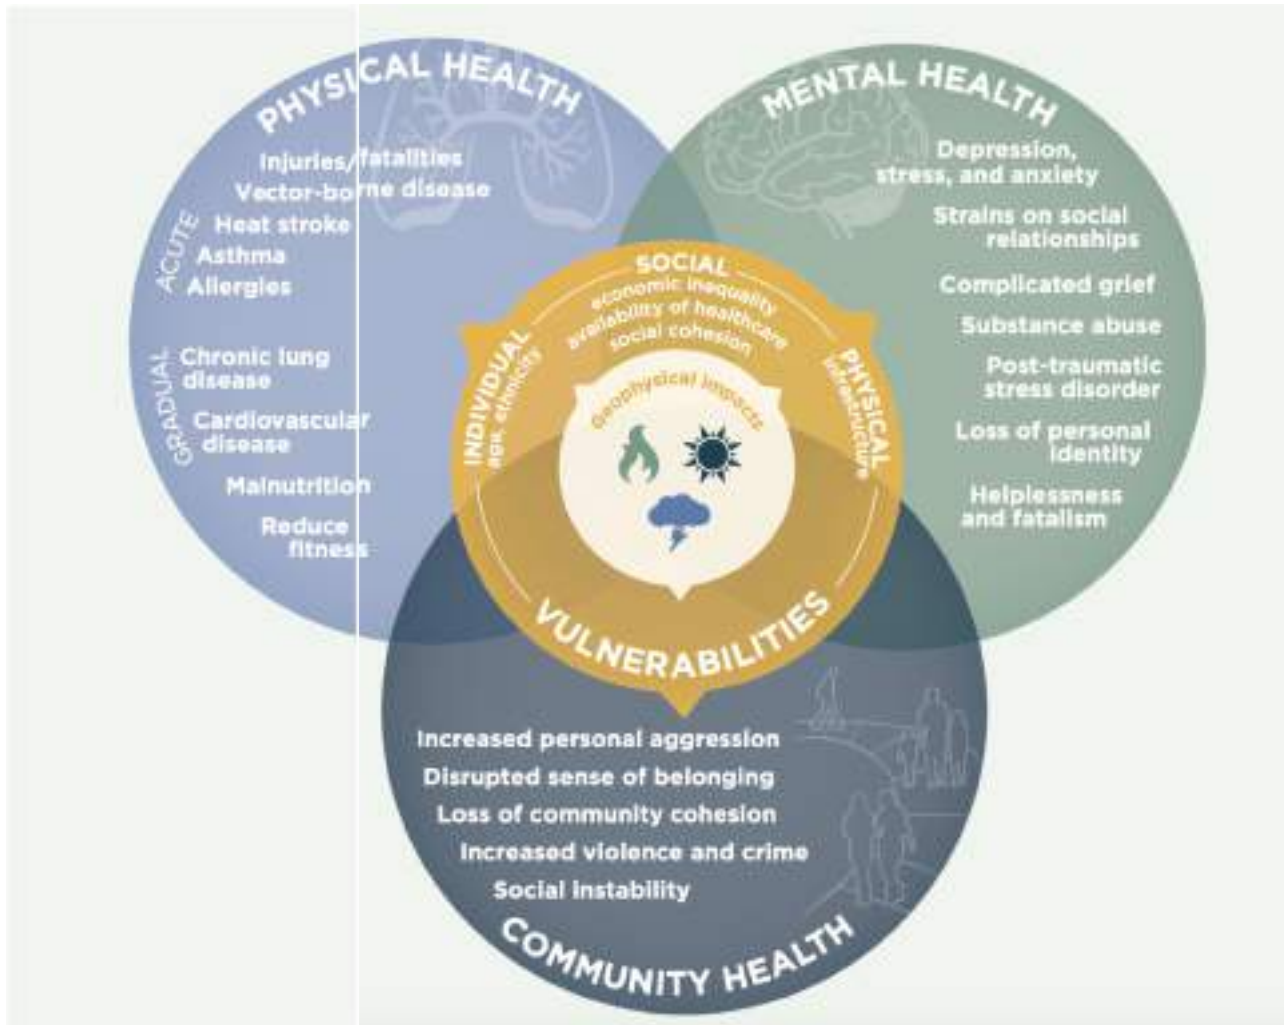 PHYSICAL HEALTH
Injuries/fatalities
Vector-borne disease
Heat stroke
Asthma
Allergies
ACUTE
Chronic lung
disease
Cardiovascular
disease
Malnutrition
Reduce
fitness
GRADUAL
MENTAL HEALTH
Depression,
stress, and anxiety
Strains on social
relationships
Complicated grief
Substance abuse
Post-traumatic
stress disorder
Loss of personal
identity
Helplessness
and fatalism
SOCIAL
economic inequality
availability of healthcare
social cohesion
INDIVIDUAL
age, ethnicity
PHYSICAL
infrastructure
Geophysical impacts
VULNERABILITIES
Increased personal aggression
Disrupted sense of belonging
Loss of community cohesion
Increased violence and crime
Social instability
COMMUNITY HEALTH